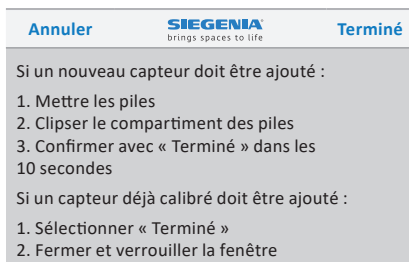 Annuler SIEGENIA Terminé
brings spaces to life
Si un nouveau capteur doit être ajouté :
1. Mettre les piles
2. Clipser le compartiment des piles
3. Confirmer avec « Terminé » dans les
10 secondes
Si un capteur déjà calibré doit être ajouté :
1. Sélectionner « Terminé »
2. Fermer et verrouiller la fenêtre